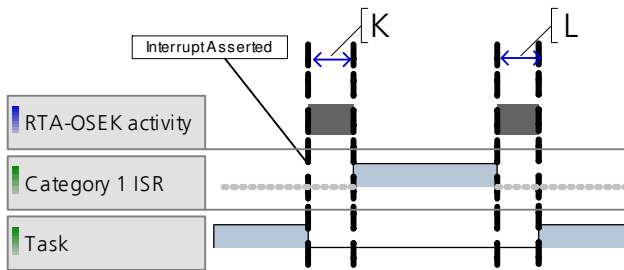 K
L
Interrupt Asserted
RTA-OSEK activity
Category 1 ISR
Task